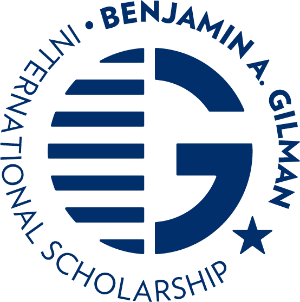 BENJAMIN A. GILMAN
INTERNATIONAL SCHOLARSHIP
G